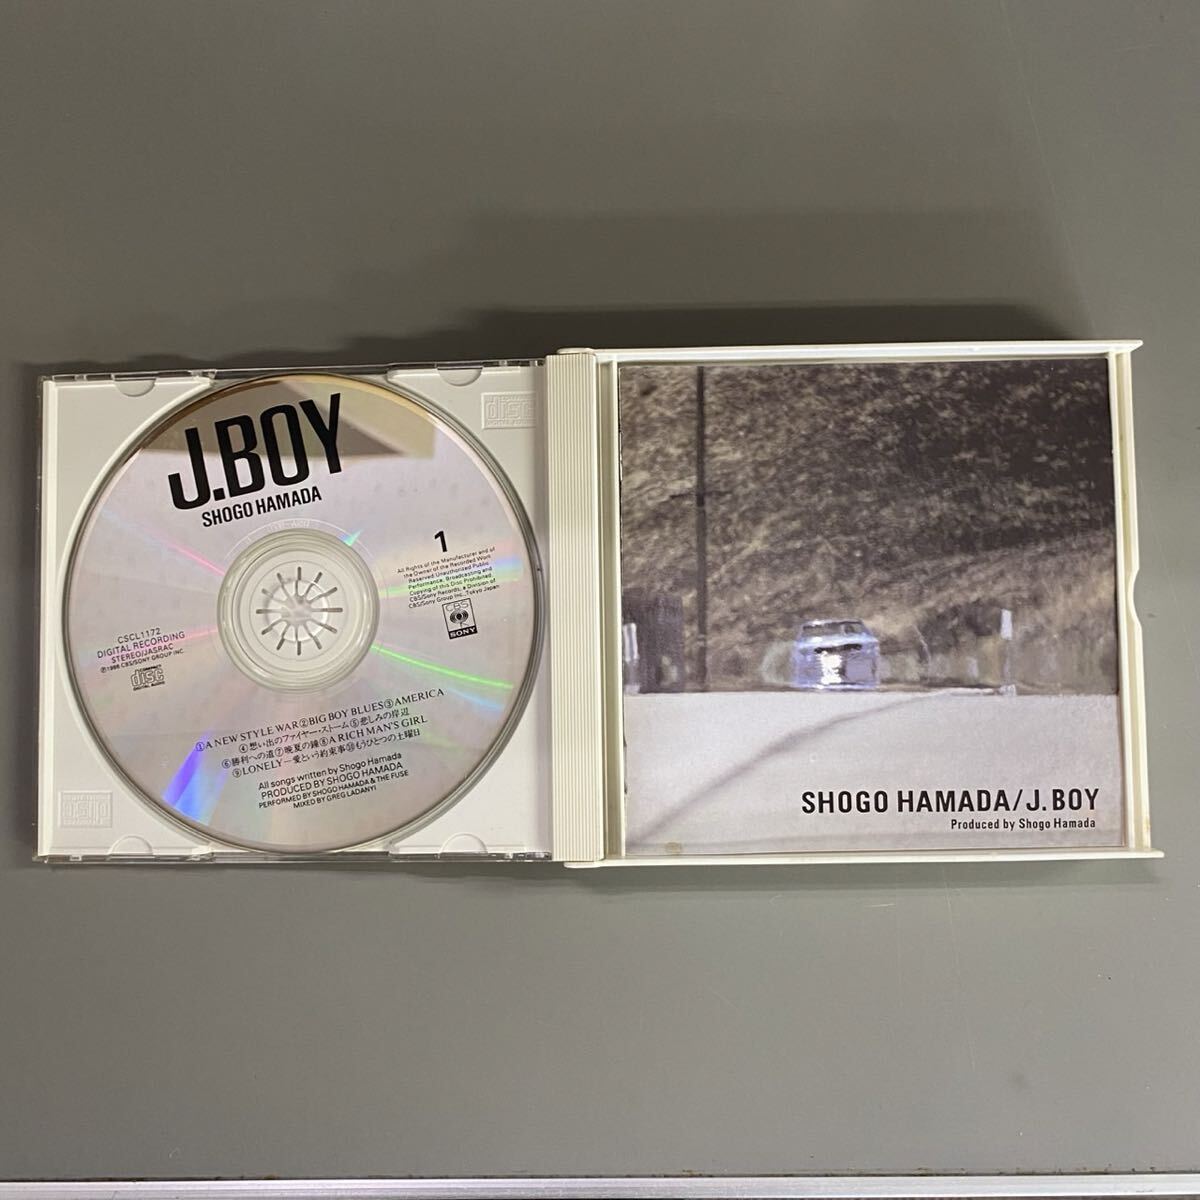 J.BOY
SHOGO HAMADA
1
All Rights of the Manufacturer and of
the Owner of the Recorded Work
Reserved Unauthorized Public
Performance, Broadcasting and
Copying of this Disc Prohibited.
CBS/Sony Records, a Division of
CBS/Sony Group Inc., Tokyo Japan
CBS
SONY
CSCL1172
DIGITAL RECORDING
STEREO/JASRAC
℗1986 CBS/SONY GROUP INC.
COMPACT
disc
DIGITAL AUDIO
①A NEW STYLE WAR②BIG BOY BLUES③AMERICA
④想い出のファイヤー・ストーム⑤悲しみの岸辺
⑥勝利への道⑦晩夏の鐘⑧A RICH MAN'S GIRL
⑨LONELY—愛という約束事⑩もうひとつの土曜日
All songs written by Shogo Hamada
PRODUCED BY SHOGO HAMADA
PERFORMED BY SHOGO HAMADA & THE FUSE
MIXED BY GREG LADANYI
disc
SHOGO HAMADA/J.BOY
Produced by Shogo Hamada